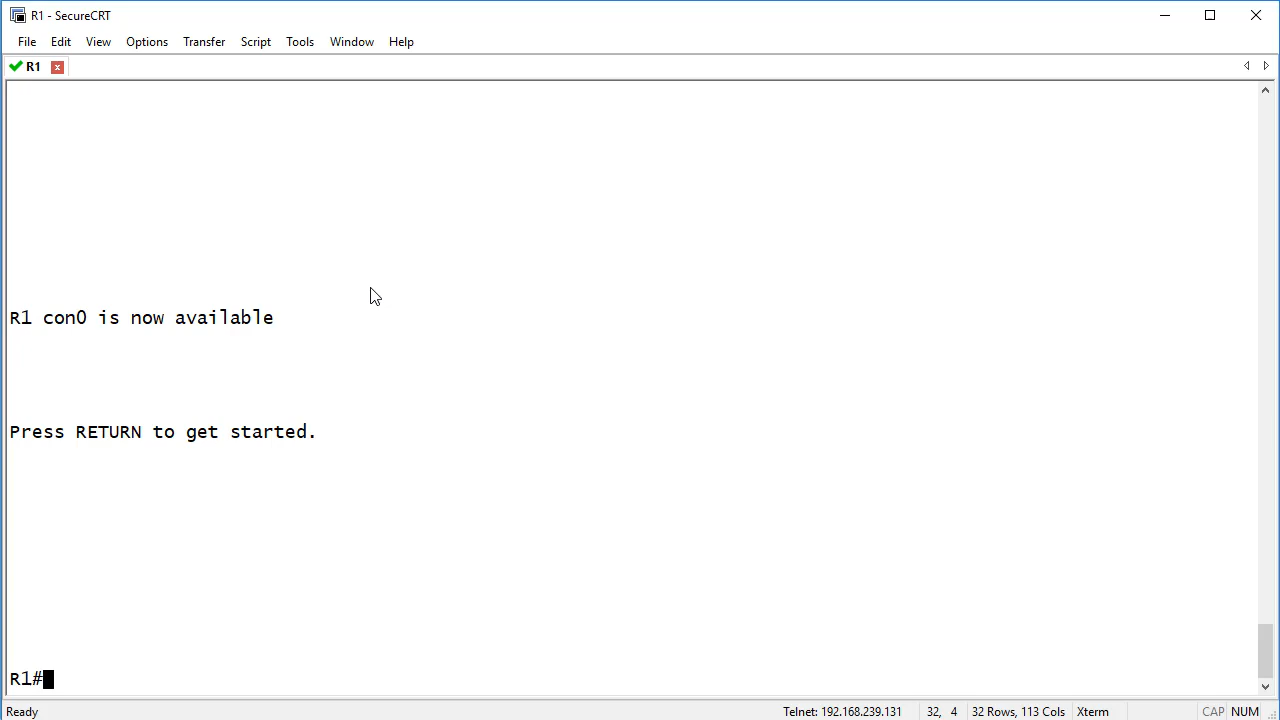 R1 - SecureCRT
File Edit View Options Transfer Script Tools Window Help
R1 x
R1 con0 is now available
Press RETURN to get started.
R1#
Ready Telnet: 192.168.239.131 32, 4 32 Rows, 113 Cols Xterm CAP NUM